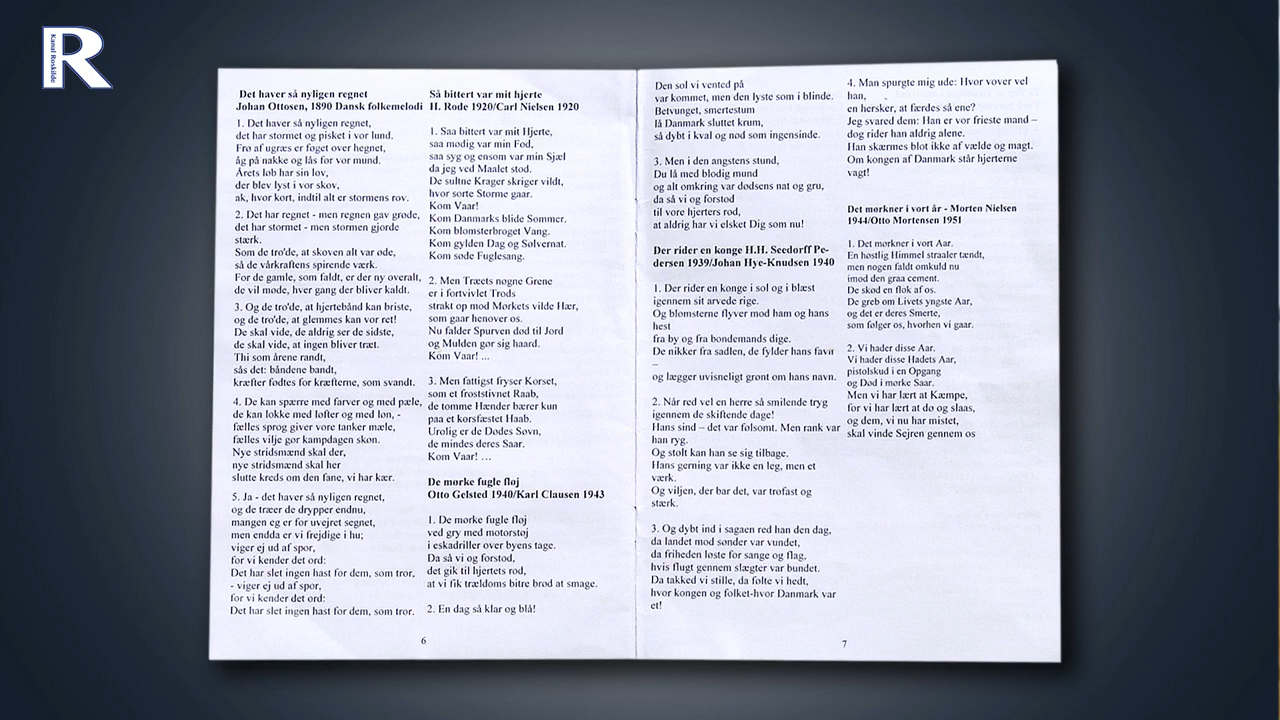 R
Kanal Roskilde
Det haver så nyligen regnet
Johan Ottosen, 1890 Dansk folkemelodi
1. Det haver så nyligen regnet,
det har stormet og pisket i vor lund.
Frø af ugræs er føget over hegnet,
åg på nakke og lås for vor mund.
Årets løb har sin lov,
der blev lyst i vor skov,
ak, hvor kort, indtil alt er stormens rov.
2. Det har regnet - men regnen gav grøde,
det har stormet - men stormen gjorde
stærk.
Som de tro'de, at skoven alt var øde,
så de vårkraftens spirende værk.
For de gamle, som faldt, er der ny overalt,
de vil møde, hver gang der bliver kaldt.
3. Og de tro'de, at hjertebånd kan briste,
og de tro'de, at glemmes kan vor ret!
De skal vide, de aldrig ser de sidste,
de skal vide, at ingen bliver træt.
Thi som årene randt,
sås det: båndene bandt,
kræfter fødtes for kræfterne, som svandt.
4. De kan spærre med farver og med pæle,
de kan lokke med løfter og med løn, -
fælles sprog giver vore tanker mæle,
fælles vilje gør kampdagen skøn.
Nye stridsmænd skal der,
nye stridsmænd skal her
slutte kreds om den fane, vi har kær.
5. Ja - det haver så nyligen regnet,
og de træer de drypper endnu,
mangen eg er for uvejret segnet,
men endda er vi frejdige i hu;
viger ej ud af spor,
for vi kender det ord:
Det har slet ingen hast for dem, som tror,
- viger ej ud af spor,
for vi kender det ord:
Det har slet ingen hast for dem, som tror.
Så bittert var mit hjerte
H. Rode 1920/Carl Nielsen 1920
1. Saa bittert var mit Hjerte,
saa mødig var min Fod,
saa syg og ensom var min Sjæl
da jeg ved Maalet stod.
De sultne Krager skriger vildt,
hvor sorte Storme gaar.
Kom Vaar!
Kom Danmarks blide Sommer.
Kom blomsterbroget Vang.
Kom gylden Dag og Sølvernat.
Kom søde Fuglesang.
2. Men Træets nøgne Grene
er i fortvivlet Trods
strakt op mod Mørkets vilde Hær,
som gaar henover os.
Nu falder Spurven død til Jord
og Mulden gør sig haard.
Kom Vaar! ...
3. Men fattigst fryser Korset,
som et froststivnet Raab,
de tomme Hænder bærer kun
paa et korsfæstet Haab.
Urolig er de Dødes Søvn,
de mindes deres Saar.
Kom Vaar! …
De mørke fugle fløj
Otto Gelsted 1940/Karl Clausen 1943
1. De mørke fugle fløj
ved gry med motorstøj
i eskadriller over byens tage.
Da så vi og forstod,
det gik til hjertets rod,
at vi fik trældoms bitre brød at smage.
2. En dag så klar og blå!
6
Den sol vi vented på
var kommet, men den lyste som i blinde.
Betvunget, smertestum
lå Danmark sluttet krum,
så dybt i kval og nød som ingensinde.
3. Men i den angstens stund,
Du lå med blodig mund
og alt omkring var dødsens nat og gru,
da så vi og forstod
til vore hjerters rod,
at aldrig har vi elsket Dig som nu!
Der rider en konge H.H. Seedorff Pe-
dersen 1939/Johan Hye-Knudsen 1940
1. Der rider en konge i sol og i blæst
igennem sit arvede rige.
Og blomsterne flyver mod ham og hans
hest
fra by og fra bondemands dige.
De nikker fra sadlen, de fylder hans favn
–
og lægger uvisneligt grønt om hans navn.
2. Når red vel en herre så smilende tryg
igennem de skiftende dage!
Hans sind – det var følsomt. Men rank var
han ryg.
Og stolt kan han se sig tilbage.
Hans gerning var ikke en leg, men et
værk.
Og viljen, der bar det, var trofast og
stærk.
3. Og dybt ind i sagaen red han den dag,
da landet mod sønder var vundet,
da friheden løste for sange og flag,
hvis flugt gennem slægter var bundet.
Da takked vi stille, da følte vi hedt,
hvor kongen og folket-hvor Danmark var
et!
4. Man spurgte mig ude: Hvor vover vel
han,
en hersker, at færdes så ene?
Jeg svared dem: Han er vor frieste mand –
dog rider han aldrig alene.
Han skærmes blot ikke af vælde og magt.
Om kongen af Danmark står hjerterne
vagt!
Det mørkner i vort år - Morten Nielsen
1944/Otto Mortensen 1951
1. Det mørkner i vort Aar.
En høstlig Himmel straaler tændt,
men nogen faldt omkuld nu
imod den graa cement.
De skød en flok af os.
De greb om Livets yngste Aar,
og det er deres Smerte,
som følger os, hvorhen vi gaar.
2. Vi hader disse Aar.
Vi hader disse Hadets Aar,
pistolskud i en Opgang
og Død i mørke Saar.
Men vi har lært at Kæmpe,
for vi har lært at dø og slaas,
og dem, vi nu har mistet,
skal vinde Sejren gennem os
7